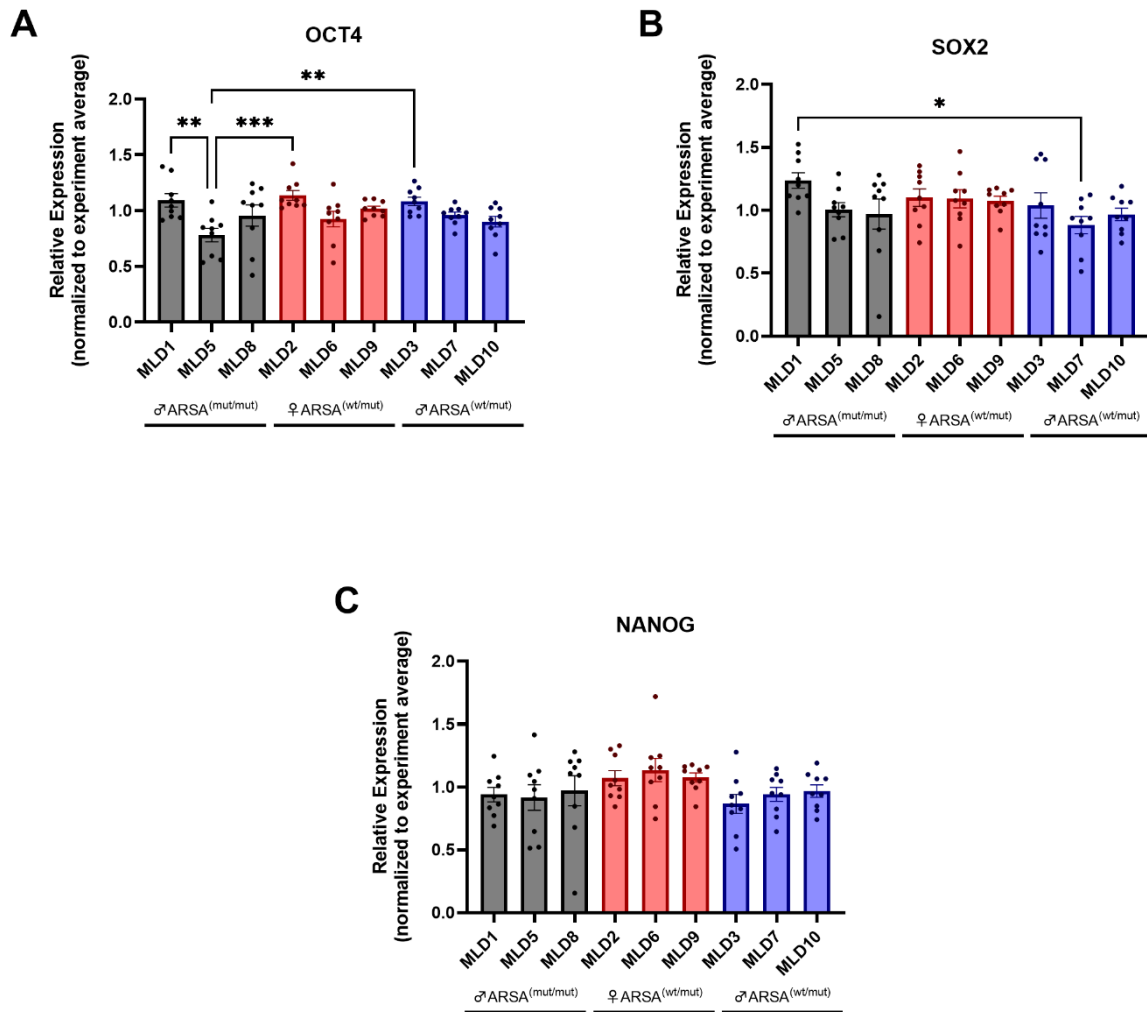 A
OCT4
Relative Expression
(normalized to experiment average)
2.0
1.5
1.0
0.5
0.0
**
***
**
MLD1
MLD5
MLD8
MLD2
MLD6
MLD9
MLD3
MLD7
MLD10
♂ARSA(mut/mut)
♀ARSA(wt/mut)
♂ARSA(wt/mut)
B
SOX2
Relative Expression
(normalized to experiment average)
2.0
1.5
1.0
0.5
0.0
*
MLD1
MLD5
MLD8
MLD2
MLD6
MLD9
MLD3
MLD7
MLD10
♂ARSA(mut/mut)
♀ARSA(wt/mut)
♂ARSA(wt/mut)
C
NANOG
Relative Expression
(normalized to experiment average)
2.0
1.5
1.0
0.5
0.0
MLD1
MLD5
MLD8
MLD2
MLD6
MLD9
MLD3
MLD7
MLD10
♂ARSA(mut/mut)
♀ARSA(wt/mut)
♂ARSA(wt/mut)